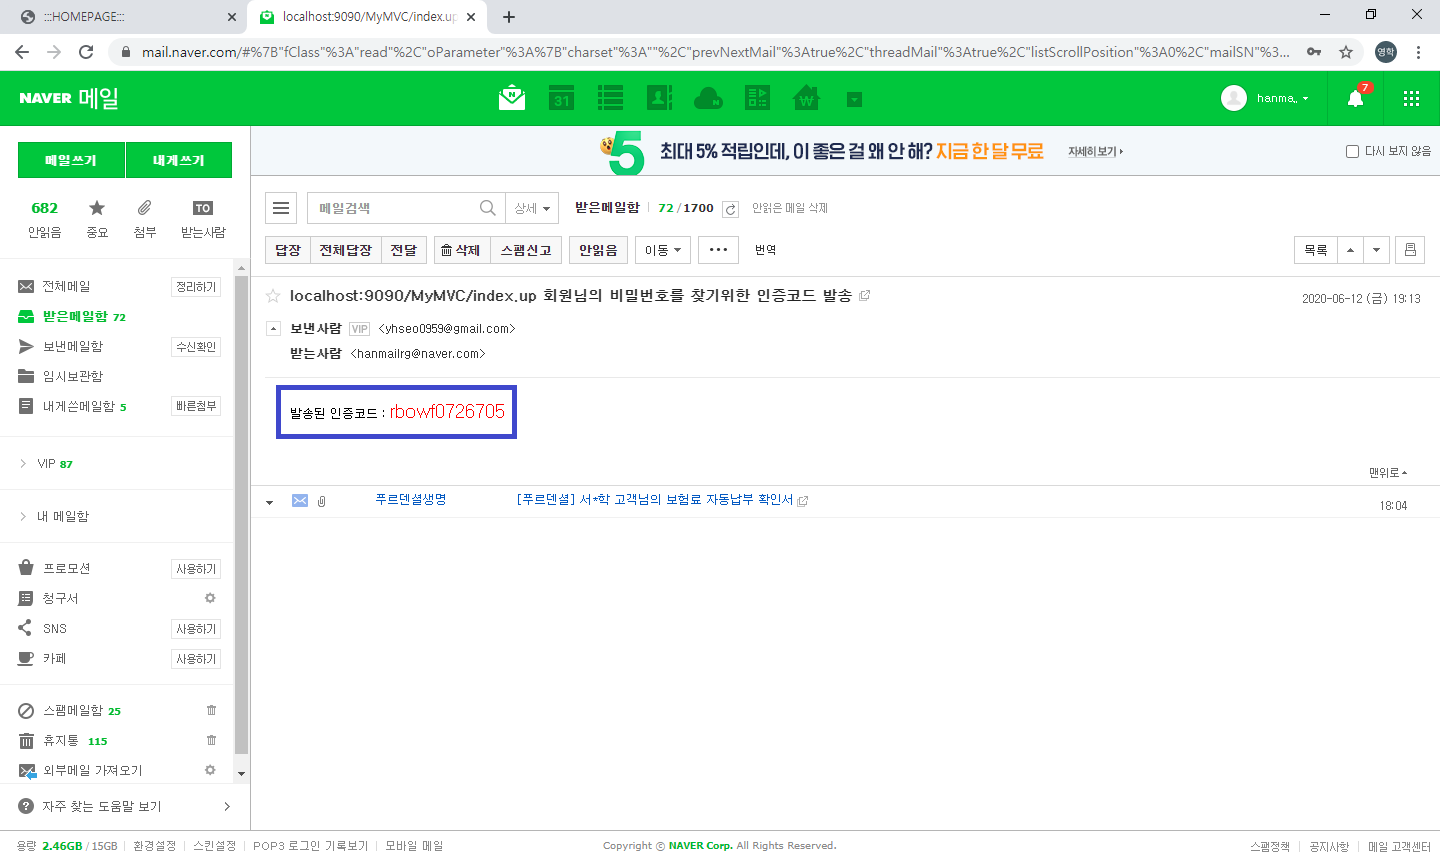 :::HOMEPAGE:::
localhost:9090/MyMVC/index.up
mail.naver.com/#%7B"fClass"%3A"read"%2C"oParameter"%3A%7B"charset"%3A""%2C"prevNextMail"%3Atrue%2C"threadMail"%3Atrue%2C"listScrollPosition"%3A0%2C"mailSN"%3...
영학
NAVER 메일
31
N
W
hanma..
7
메일쓰기 내게쓰기
5 최대 5% 적립인데, 이 좋은 걸 왜 안 해? 지금 한 달 무료 자세히 보기
다시 보지 않음
682 TO
안읽음 중요 첨부 받는사람
메일검색 상세 받은메일함 72 / 1700 안읽은 메일 삭제
답장 전체답장 전달 삭제 스팸신고 안읽음 이동 ••• 번역 목록
전체메일 정리하기
받은메일함 72
보낸메일함 수신확인
임시보관함
내게쓴메일함 5 빠른첨부
VIP 87
내 메일함
프로모션 사용하기
청구서
SNS 사용하기
카페 사용하기
스팸메일함 25
휴지통 115
외부메일 가져오기
자주 찾는 도움말 보기
localhost:9090/MyMVC/index.up 회원님의 비밀번호를 찾기위한 인증코드 발송
2020-06-12 (금) 19:13
보낸사람 VIP <yhseo0959@gmail.com>
받는사람 <hanmailrg@naver.com>
발송된 인증코드 : rbowf0726705
맨위로
푸르덴셜생명 [푸르덴셜] 서*학 고객님의 보험료 자동납부 확인서 18:04
용량 2.46GB / 15GB 환경설정 스킨설정 POP3 로그인 기록보기 모바일 메일
Copyright © NAVER Corp. All Rights Reserved.
스팸정책 공지사항 메일 고객센터